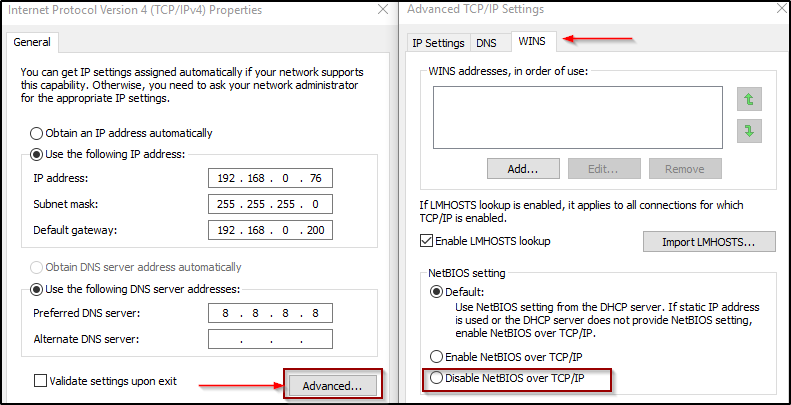 Internet Protocol Version 4 (TCP/IPv4) Properties
General
You can get IP settings assigned automatically if your network supports
this capability. Otherwise, you need to ask your network administrator
for the appropriate IP settings.
Obtain an IP address automatically
Use the following IP address:
IP address:
192 . 168 . 0 . 76
Subnet mask:
255 . 255 . 255 . 0
Default gateway:
192 . 168 . 0 . 200
Obtain DNS server address automatically
Use the following DNS server addresses:
Preferred DNS server:
8 . 8 . 8 . 8
Alternate DNS server:
. . .
Validate settings upon exit
Advanced...
Advanced TCP/IP Settings
IP Settings
DNS
WINS
WINS addresses, in order of use:
Add...
Edit...
Remove
If LMHOSTS lookup is enabled, it applies to all connections for which
TCP/IP is enabled.
Enable LMHOSTS lookup
Import LMHOSTS...
NetBIOS setting
Default:
Use NetBIOS setting from the DHCP server. If static IP address
is used or the DHCP server does not provide NetBIOS setting,
enable NetBIOS over TCP/IP.
Enable NetBIOS over TCP/IP
Disable NetBIOS over TCP/IP